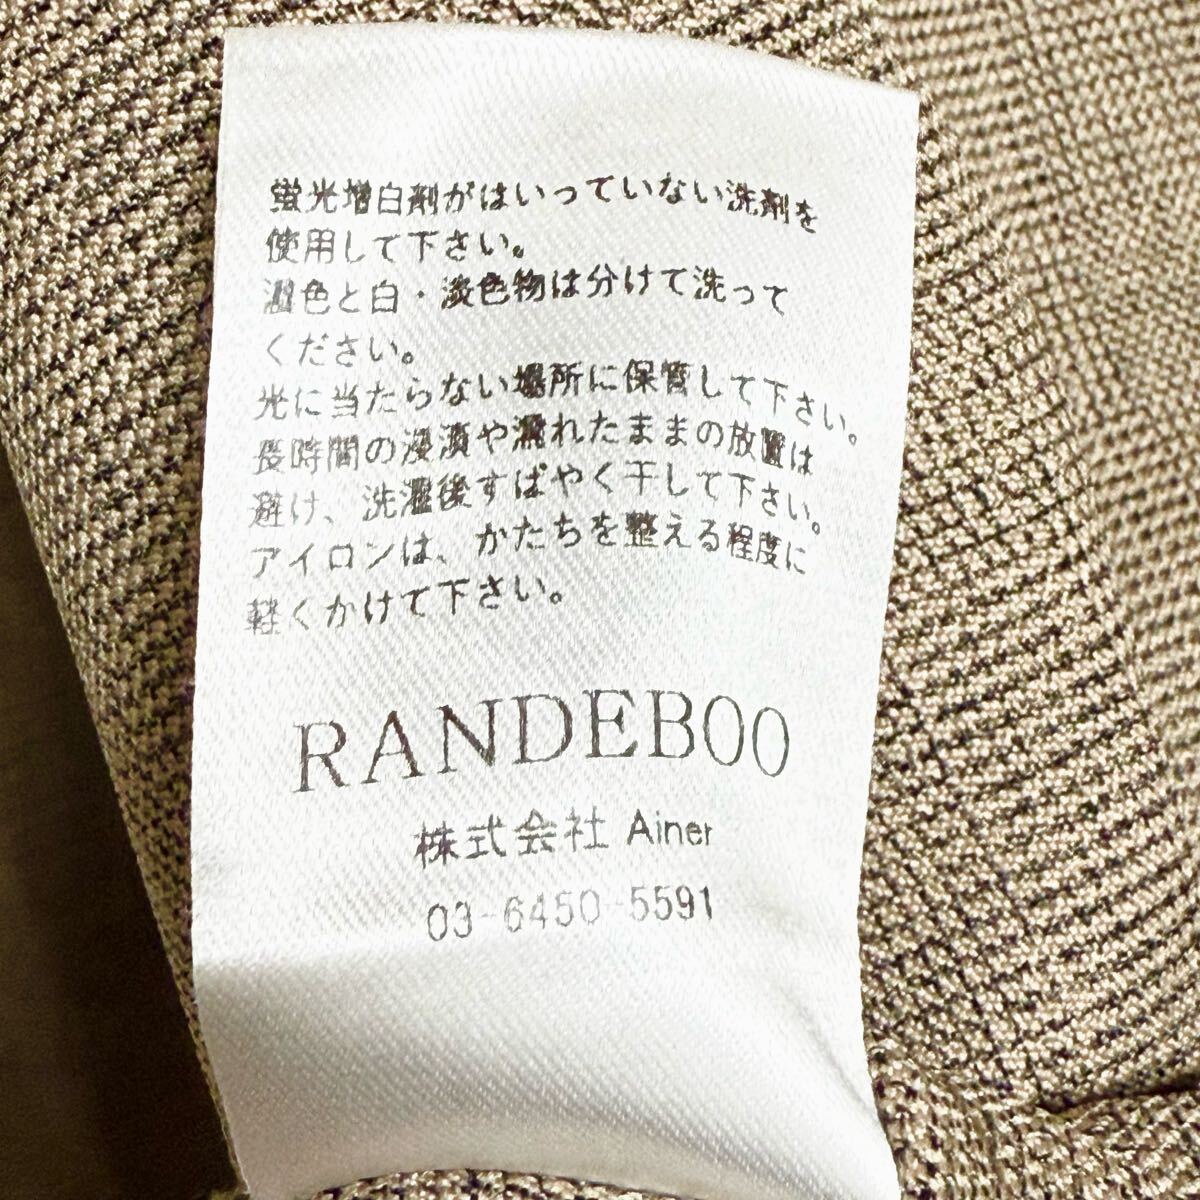 蛍光増白剤がはいっていない洗剤を
使用して下さい。
濃色と白・淡色物は分けて洗って
ください。
光に当たらない場所に保管して下さい。
長時間の浸漬や濡れたままの放置は
避け、洗濯後すばやく干して下さい。
アイロンは、かたちを整える程度に
軽くかけて下さい。
RANDEBOO
株式会社 Ainer
03-6450-5591